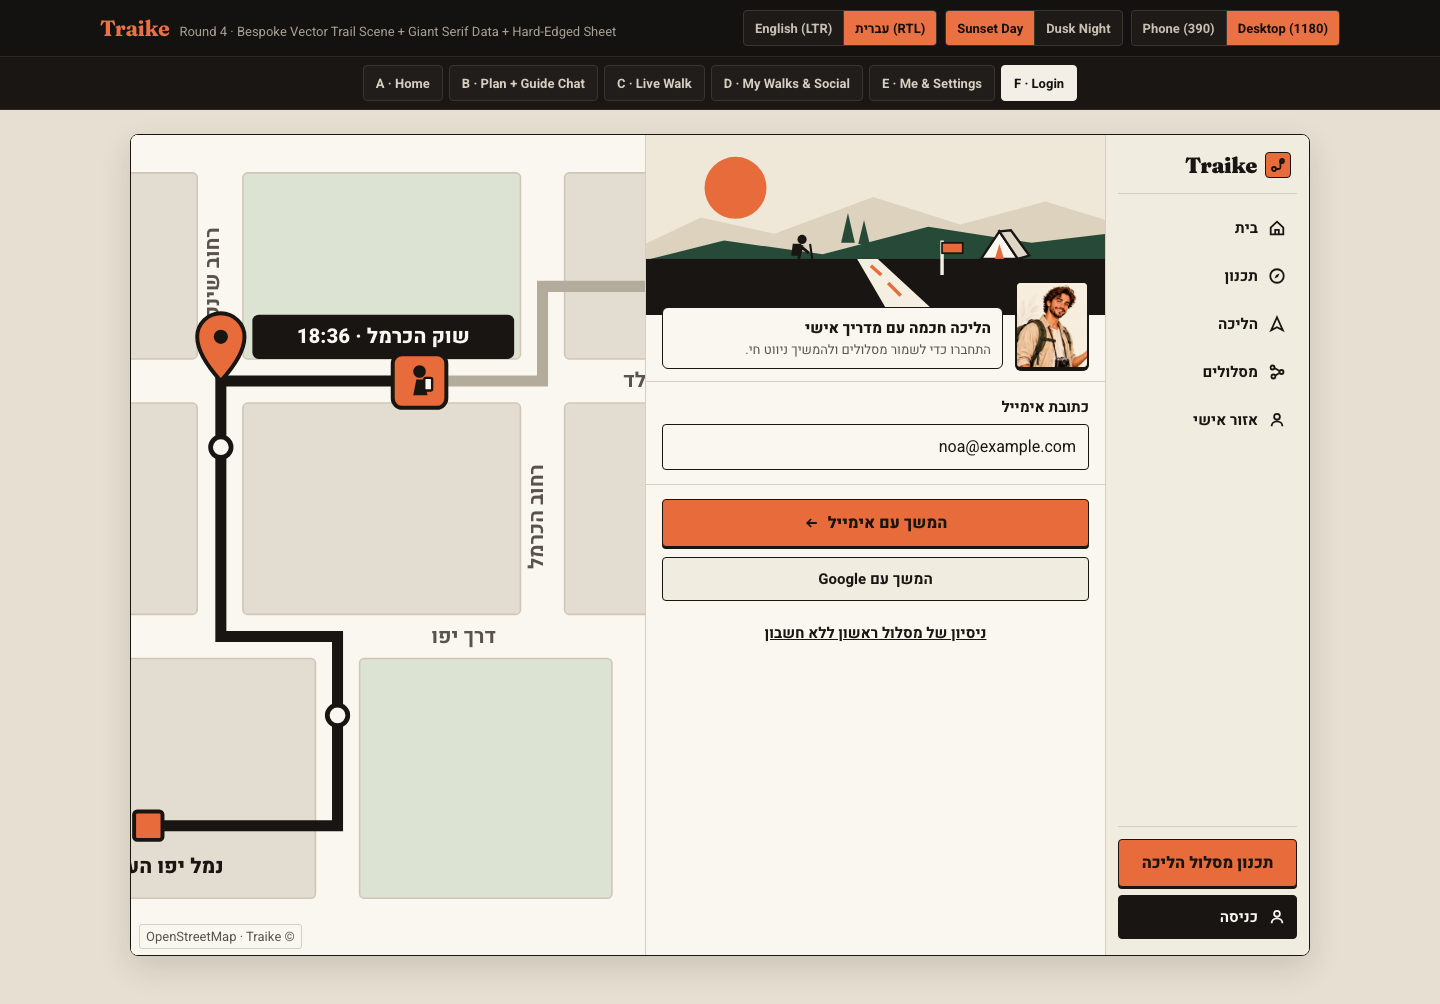 Traike
Round 4 · Bespoke Vector Trail Scene + Giant Serif Data + Hard-Edged Sheet
English (LTR)
עברית (RTL)
Sunset Day
Dusk Night
Phone (390)
Desktop (1180)
A · Home
B · Plan + Guide Chat
C · Live Walk
D · My Walks & Social
E · Me & Settings
F · Login
Traike
בית
תכנון
הליכה
מסלולים
אזור אישי
תכנון מסלול הליכה
כניסה
הליכה חכמה עם מדריך אישי
התחברו כדי לשמור מסלולים ולהמשיך ניווט חי.
כתובת אימייל
noa@example.com
המשך עם אימייל ←
המשך עם Google
ניסיון של מסלול ראשון ללא חשבון
רחוב
שוק הכרמל · 18:36
רחוב הכרמל
דרך יפו
נמל יפו
OpenStreetMap · Traike ©